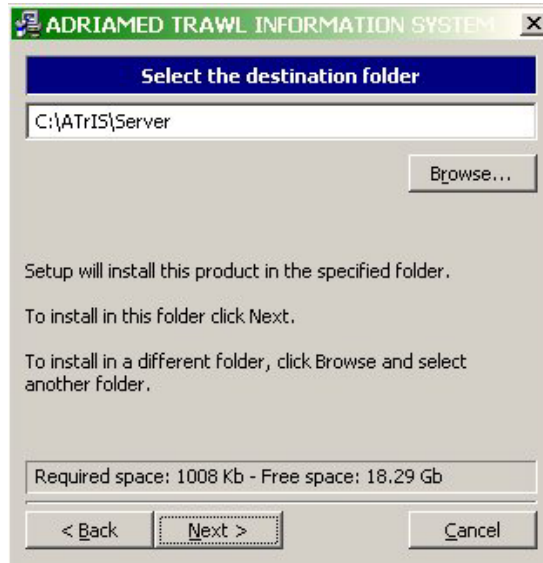 ADRIAMED TRAWL INFORMATION SYSTEM
Select the destination folder
C:\ATrIS\Server
Browse...
Setup will install this product in the specified folder.
To install in this folder click Next.
To install in a different folder, click Browse and select
another folder.
Required space: 1008 Kb - Free space: 18.29 Gb
< Back Next > Cancel